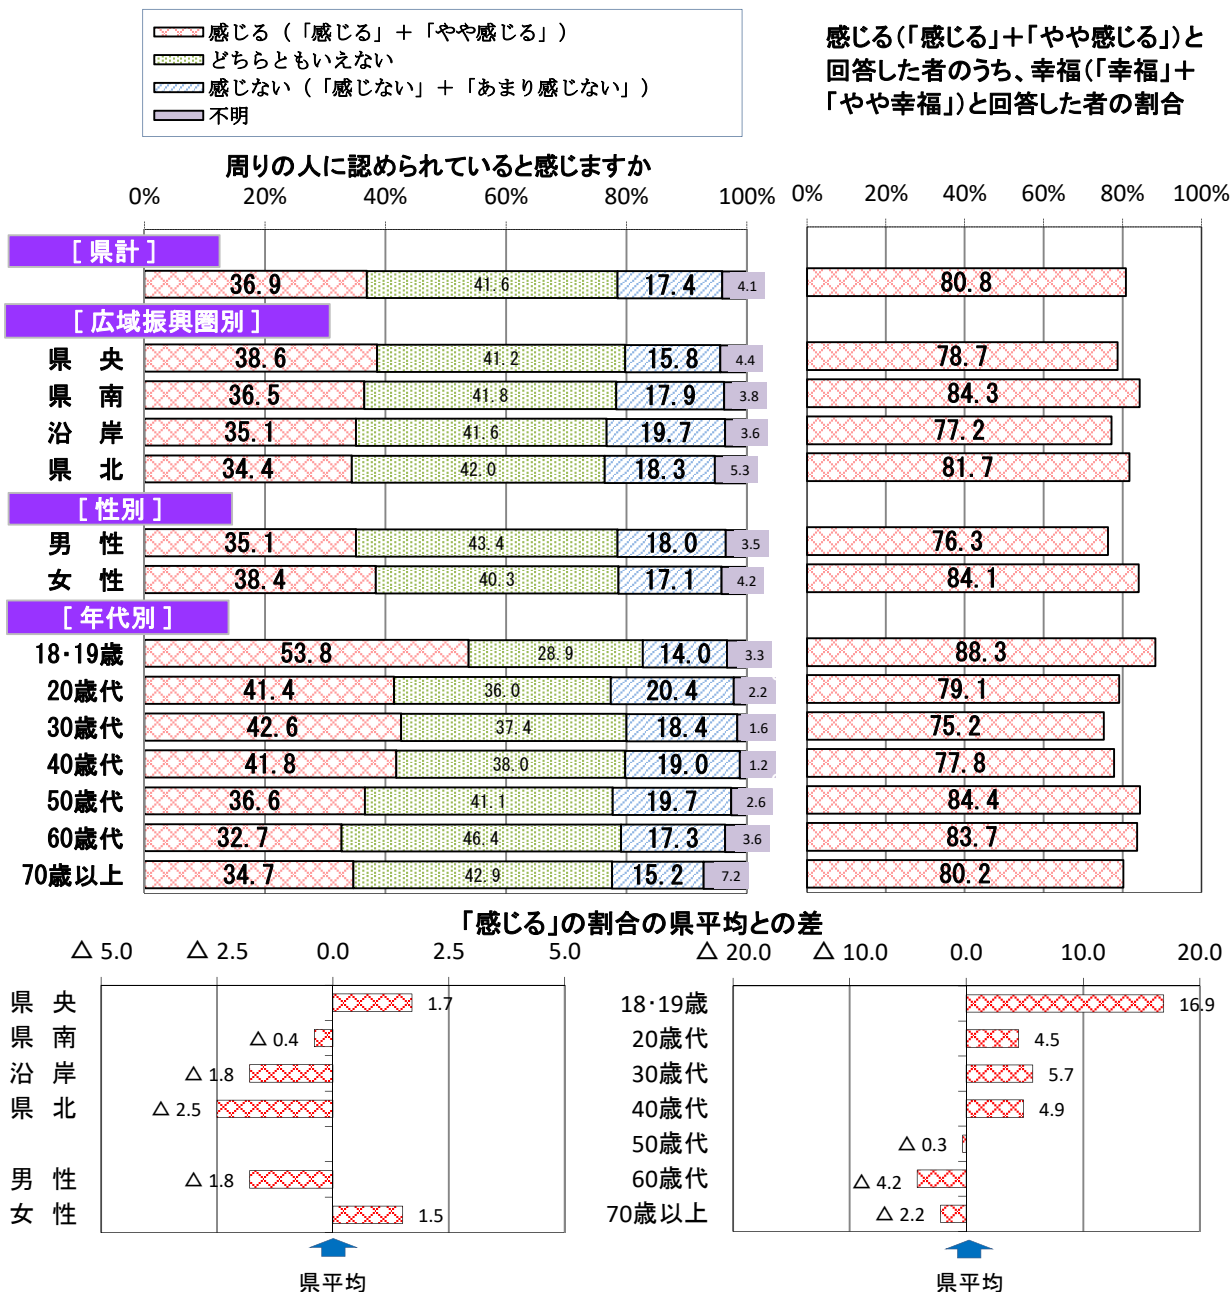 感じる（「感じる」＋「やや感じる」）
どちらともいえない
感じない（「感じない」＋「あまり感じない」）
不明
感じる(「感じる」＋「やや感じる」)と
回答した者のうち、幸福(「幸福」＋
「やや幸福」)と回答した者の割合
周りの人に認められていると感じますか
0% 20% 40% 60% 80% 100%
0% 20% 40% 60% 80% 100%
［県計］
36.9 41.6 17.4 4.1 80.8
［広域振興圏別］
県 央 38.6 41.2 15.8 4.4 78.7
県 南 36.5 41.8 17.9 3.8 84.3
沿 岸 35.1 41.6 19.7 3.6 77.2
県 北 34.4 42.0 18.3 5.3 81.7
［性別］
男 性 35.1 43.4 18.0 3.5 76.3
女 性 38.4 40.3 17.1 4.2 84.1
［年代別］
18・19歳 53.8 28.9 14.0 3.3 88.3
20歳代 41.4 36.0 20.4 2.2 79.1
30歳代 42.6 37.4 18.4 1.6 75.2
40歳代 41.8 38.0 19.0 1.2 77.8
50歳代 36.6 41.1 19.7 2.6 84.4
60歳代 32.7 46.4 17.3 3.6 83.7
70歳以上 34.7 42.9 15.2 7.2 80.2
「感じる」の割合の県平均との差
△ 5.0 △ 2.5 0.0 2.5 5.0
県 央 1.7
県 南 △ 0.4
沿 岸 △ 1.8
県 北 △ 2.5
男 性 △ 1.8
女 性 1.5
県平均
△ 20.0 △ 10.0 0.0 10.0 20.0
18・19歳 16.9
20歳代 4.5
30歳代 5.7
40歳代 4.9
50歳代 △ 0.3
60歳代 △ 4.2
70歳以上 △ 2.2
県平均